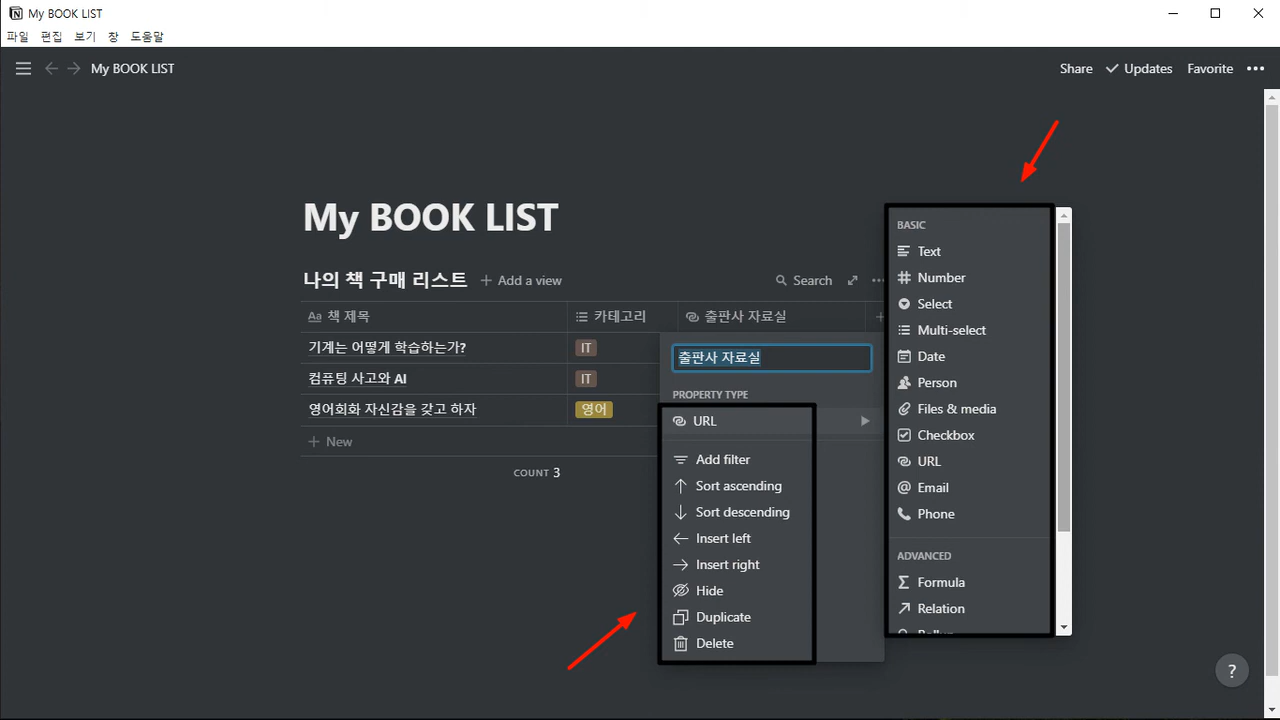 My BOOK LIST
파일 편집 보기 창 도움말
My BOOK LIST
Share Updates Favorite
My BOOK LIST
나의 책 구매 리스트 + Add a view
Search
Aa 책 제목 카테고리 출판사 자료실 +
기계는 어떻게 학습하는가? IT
컴퓨팅 사고와 AI IT
영어회화 자신감을 갖고 하자 영어
+ New
COUNT 3
출판사 자료실
PROPERTY TYPE
URL
Add filter
Sort ascending
Sort descending
Insert left
Insert right
Hide
Duplicate
Delete
BASIC
Text
Number
Select
Multi-select
Date
Person
Files & media
Checkbox
URL
Email
Phone
ADVANCED
Formula
Relation
Rollup
?